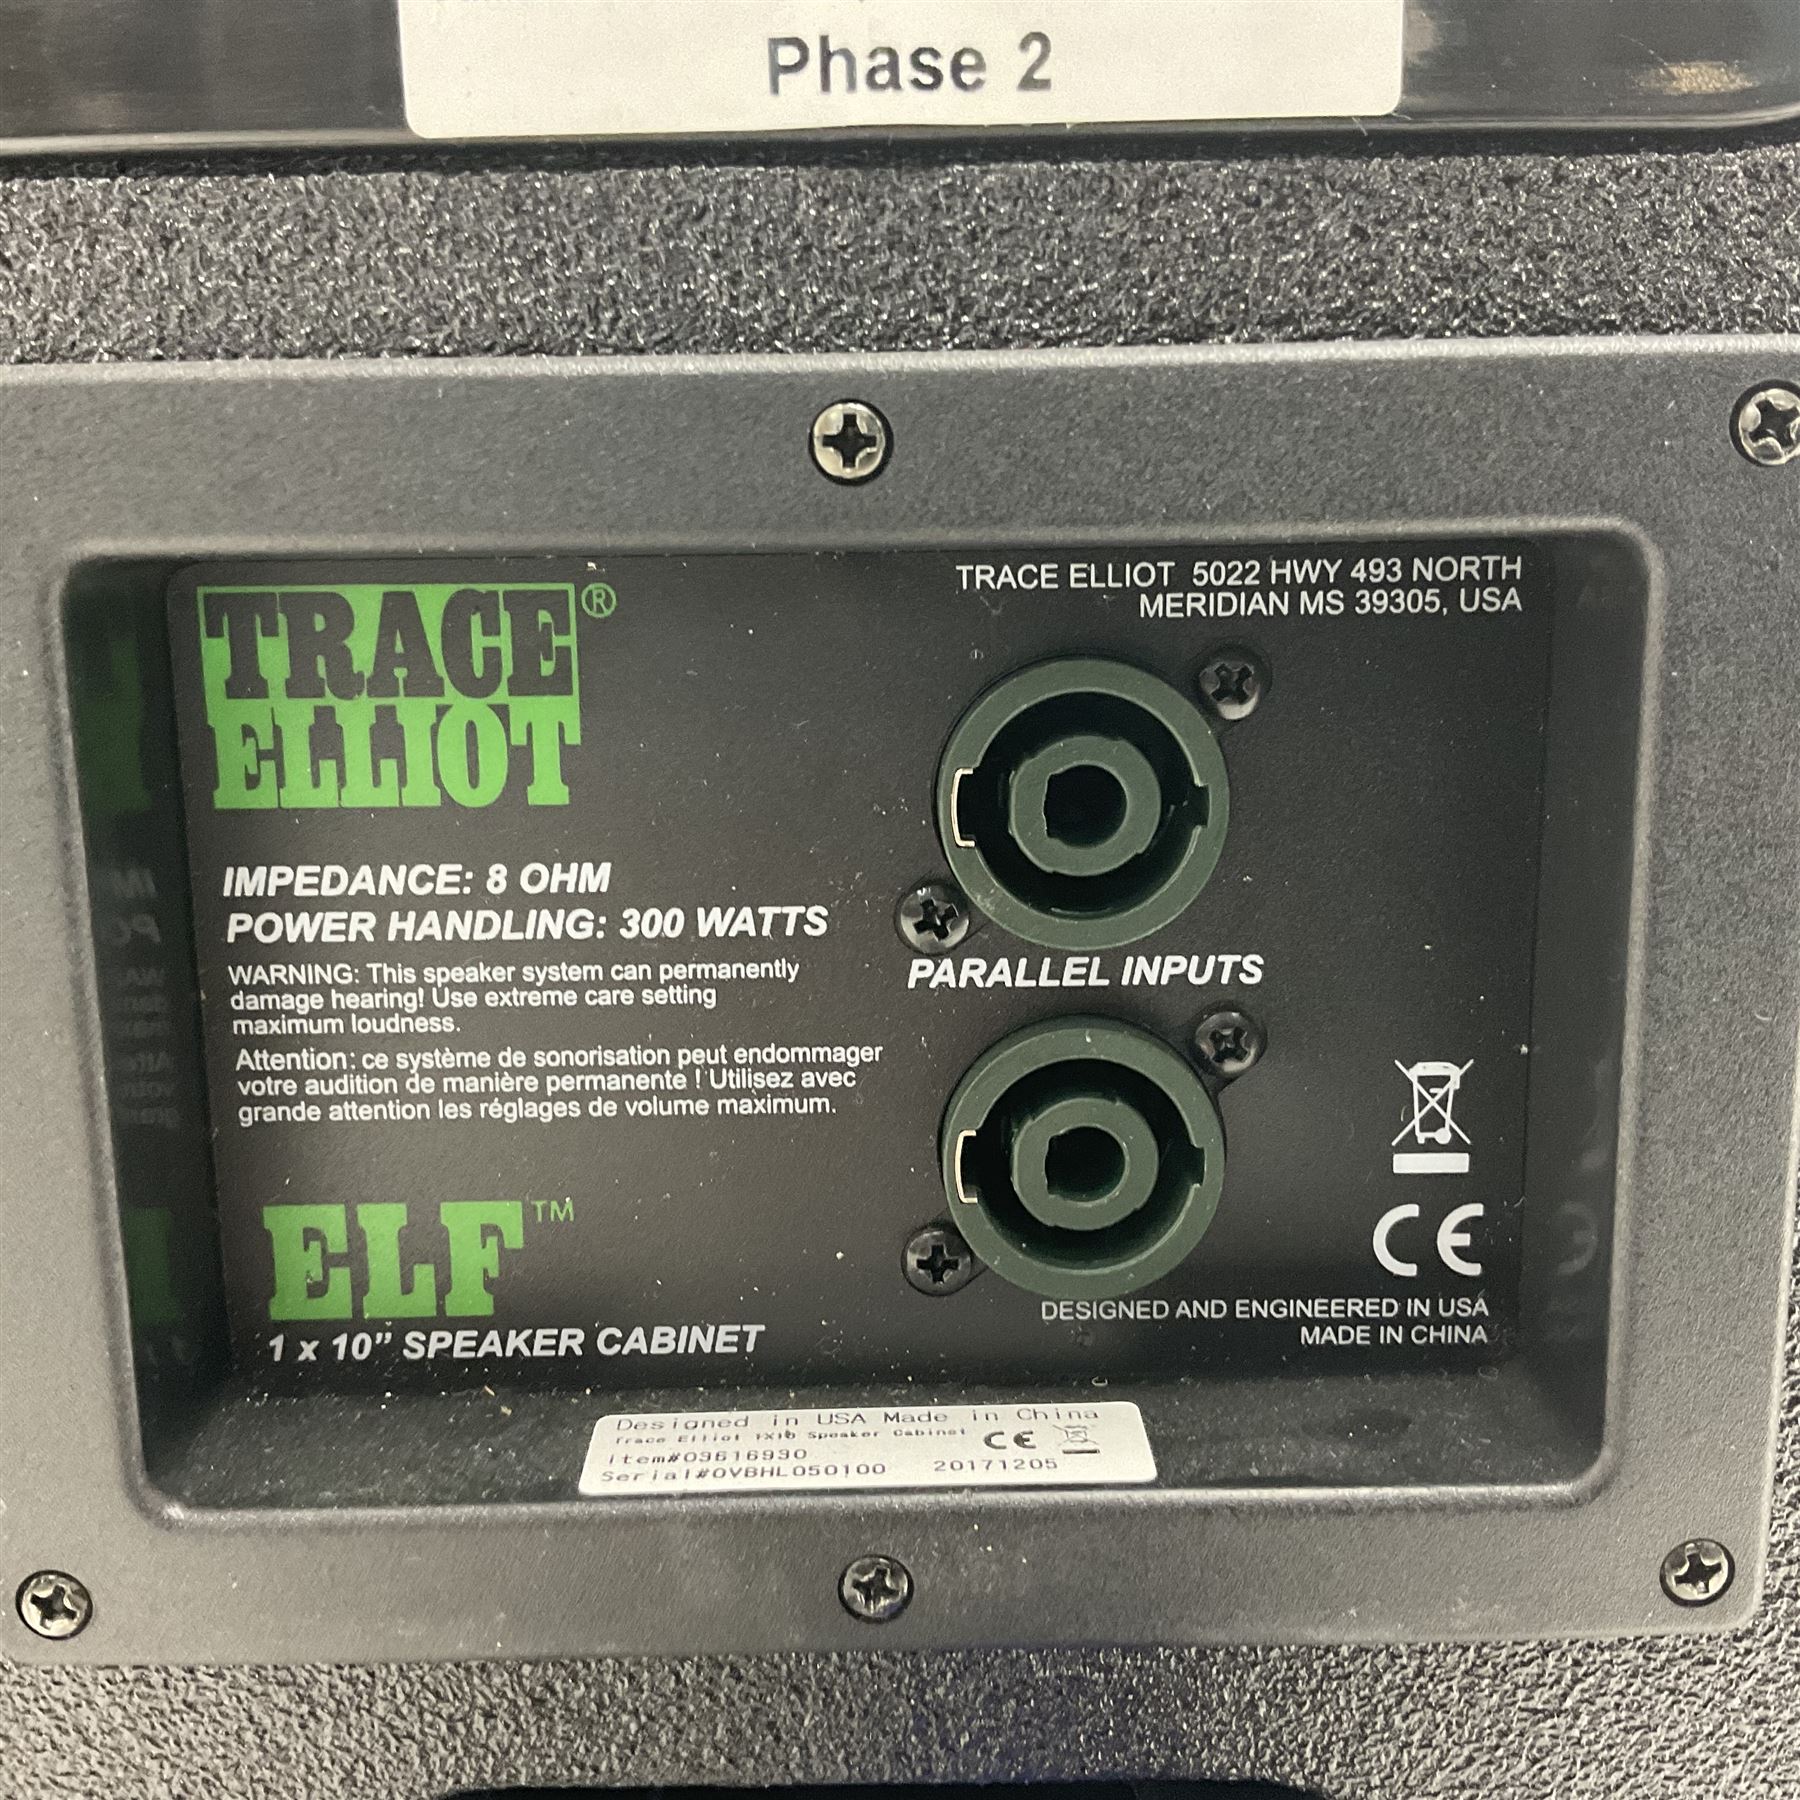 Phase 2
TRACE
ELLIOT®
TRACE ELLIOT 5022 HWY 493 NORTH
MERIDIAN MS 39305, USA
IMPEDANCE: 8 OHM
POWER HANDLING: 300 WATTS
WARNING: This speaker system can permanently
damage hearing! Use extreme care setting
maximum loudness.
Attention: ce système de sonorisation peut endommager
votre audition de manière permanente ! Utilisez avec
grande attention les réglages de volume maximum.
PARALLEL INPUTS
ELF™
1 x 10” SPEAKER CABINET
CE
DESIGNED AND ENGINEERED IN USA
MADE IN CHINA
Designed in USA Made in China
Trace Elliot 1X10 Speaker Cabinet CE
Item#03616930
Serial#0VBHL050100 20171205